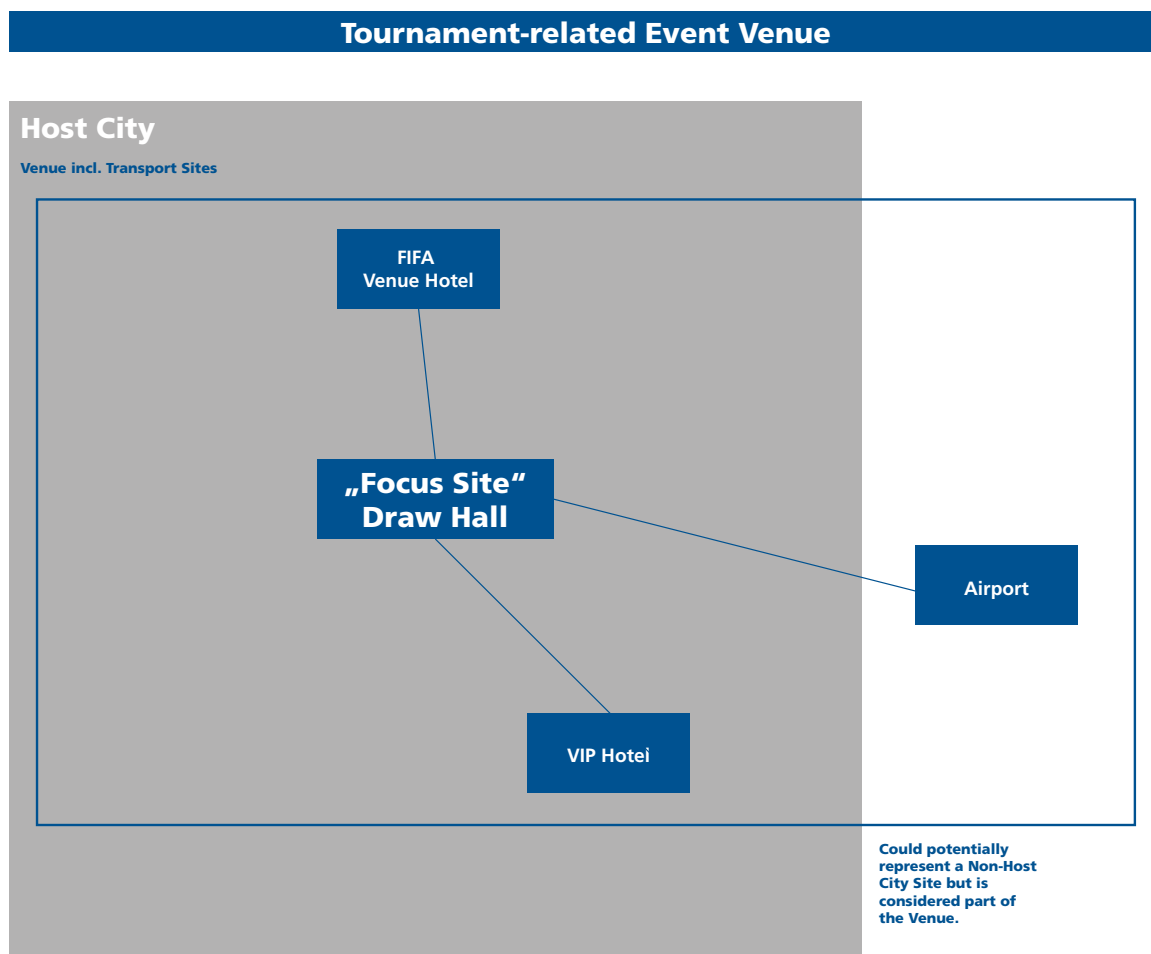 Tournament-related Event Venue
Host City
Venue incl. Transport Sites
FIFA
Venue Hotel
„Focus Site“
Draw Hall
Airport
VIP Hotel
Could potentially
represent a Non-Host
City Site but is
considered part of
the Venue.